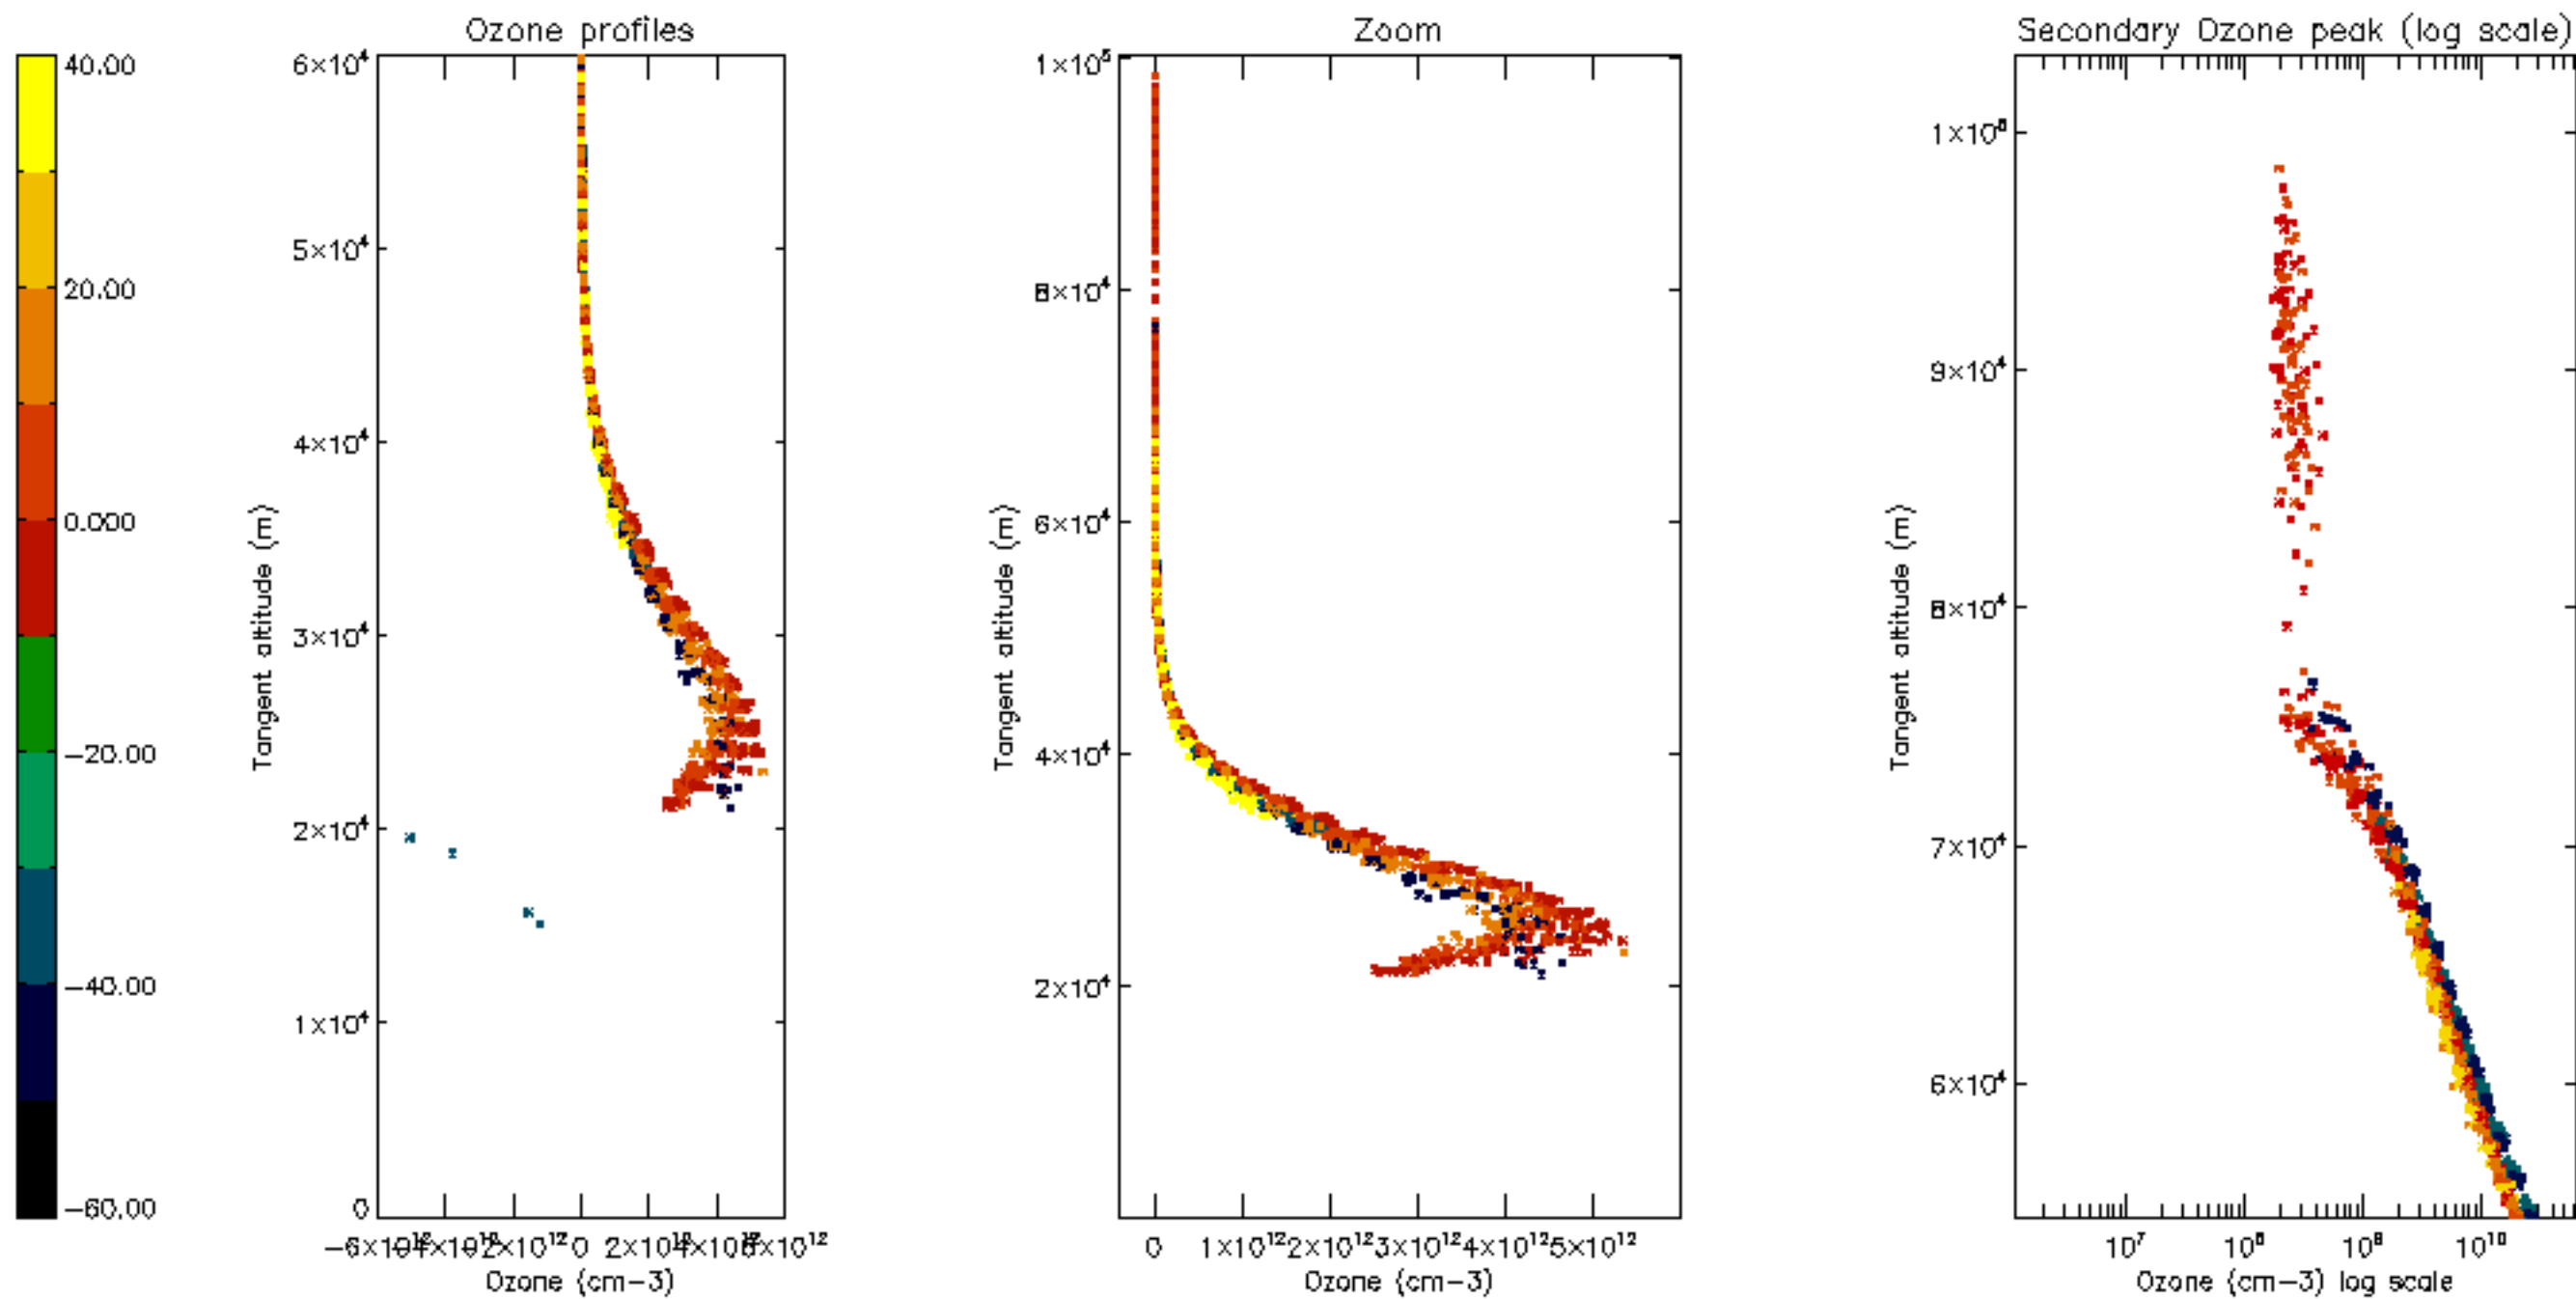 Ozone profiles
Zoom
Secondary Ozone peak (log scale)
40.00
20.00
0.000
−20.00
−40.00
−60.00
6×10⁴
5×10⁴
4×10⁴
3×10⁴
2×10⁴
1×10⁴
0
Tangent altitude (m)
0 2×10¹²
Ozone (cm−3)
1×10⁵
8×10⁴
6×10⁴
4×10⁴
2×10⁴
Tangent altitude (m)
0 1×10¹² 2×10¹² 3×10¹² 4×10¹² 5×10¹²
Ozone (cm−3)
9×10⁴
8×10⁴
7×10⁴
6×10⁴
Tangent altitude (m)
10⁷ 10⁸ 10⁹ 10¹⁰
Ozone (cm−3) log scale